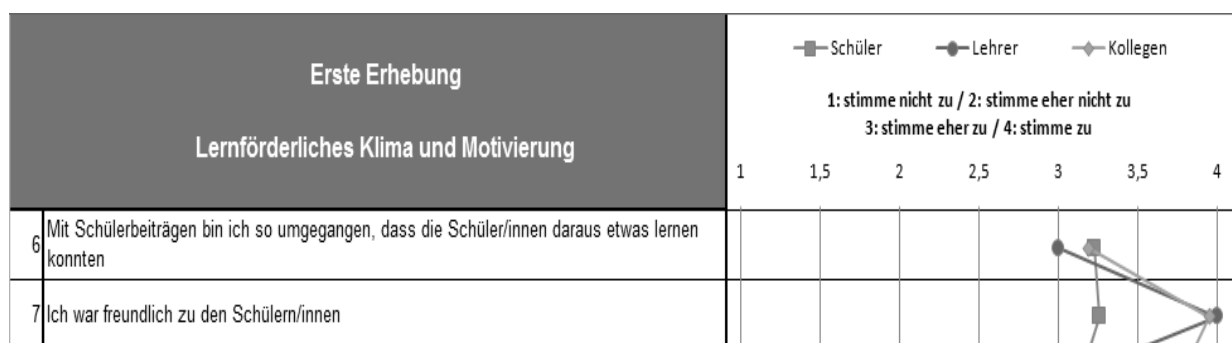 Erste Erhebung
Lernförderliches Klima und Motivierung
Schüler Lehrer Kollegen
1: stimme nicht zu / 2: stimme eher nicht zu
3: stimme eher zu / 4: stimme zu
1 1,5 2 2,5 3 3,5 4
6 Mit Schülerbeiträgen bin ich so umgegangen, dass die Schüler/innen daraus etwas lernen
konnten
7 Ich war freundlich zu den Schülern/innen